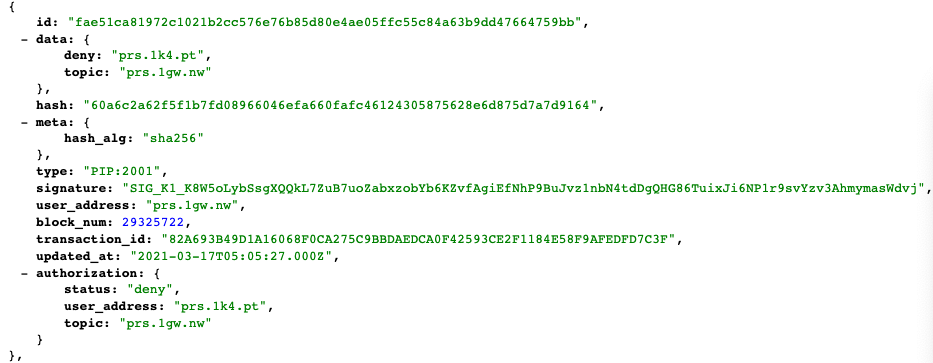 {
id: "fae51ca81972c1021b2cc576e76b85d80e4ae05ffc55c84a63b9dd47664759bb",
- data: {
deny: "prs.1k4.pt",
topic: "prs.1gw.nw"
},
hash: "60a6c2a62f5f1b7fd08966046efa660fafc46124305875628e6d875d7a7d9164",
- meta: {
hash_alg: "sha256"
},
type: "PIP:2001",
signature: "SIG_K1_K8W5oLybSsgXQQkL7ZuB7uoZabxzobYb6KZvfAgiEfNhP9BuJvz1nbN4tdDgQHG86TuixJi6NP1r9svYzv3AhmymasWdvj",
user_address: "prs.1gw.nw",
block_num: 29325722,
transaction_id: "82A693B49D1A16068F0CA275C9BBDAEDCA0F42593CE2F1184E58F9AFEDFD7C3F",
updated_at: "2021-03-17T05:05:27.000Z",
- authorization: {
status: "deny",
user_address: "prs.1k4.pt",
topic: "prs.1gw.nw"
}
},